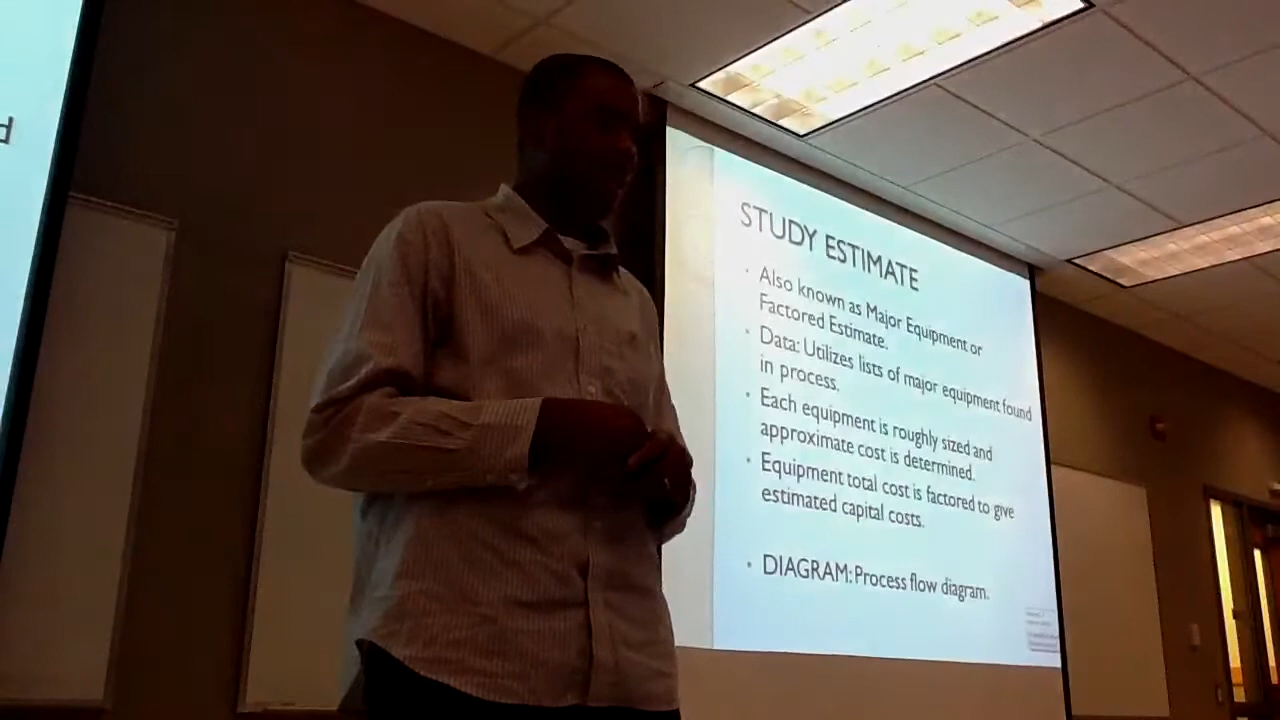 d
STUDY ESTIMATE
• Also known as Major Equipment or
Factored Estimate.
• Data: Utilizes lists of major equipment found
in process.
• Each equipment is roughly sized and
approximate cost is determined.
• Equipment total cost is factored to give
estimated capital costs.
• DIAGRAM: Process flow diagram.